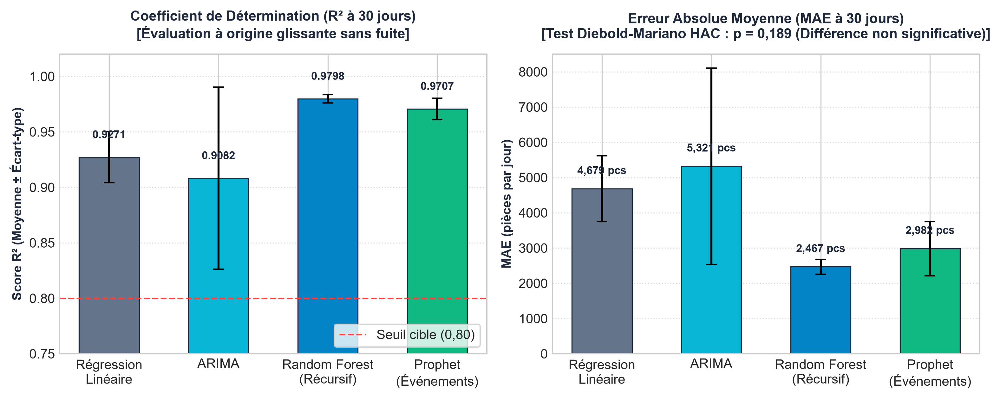 Coefficient de Détermination (R² à 30 jours)
[Évaluation à origine glissante sans fuite]
Score R² (Moyenne ± Écart-type)
1.00
0.95
0.90
0.85
0.80
0.75
0.9271
0.9082
0.9798
0.9707
Seuil cible (0,80)
Régression
Linéaire
ARIMA
Random Forest
(Récursif)
Prophet
(Événements)
Erreur Absolue Moyenne (MAE à 30 jours)
[Test Diebold-Mariano HAC : p = 0,189 (Différence non significative)]
MAE (pièces par jour)
8000
7000
6000
5000
4000
3000
2000
1000
0
4,679 pcs
5,321 pcs
2,467 pcs
2,982 pcs
Régression
Linéaire
ARIMA
Random Forest
(Récursif)
Prophet
(Événements)